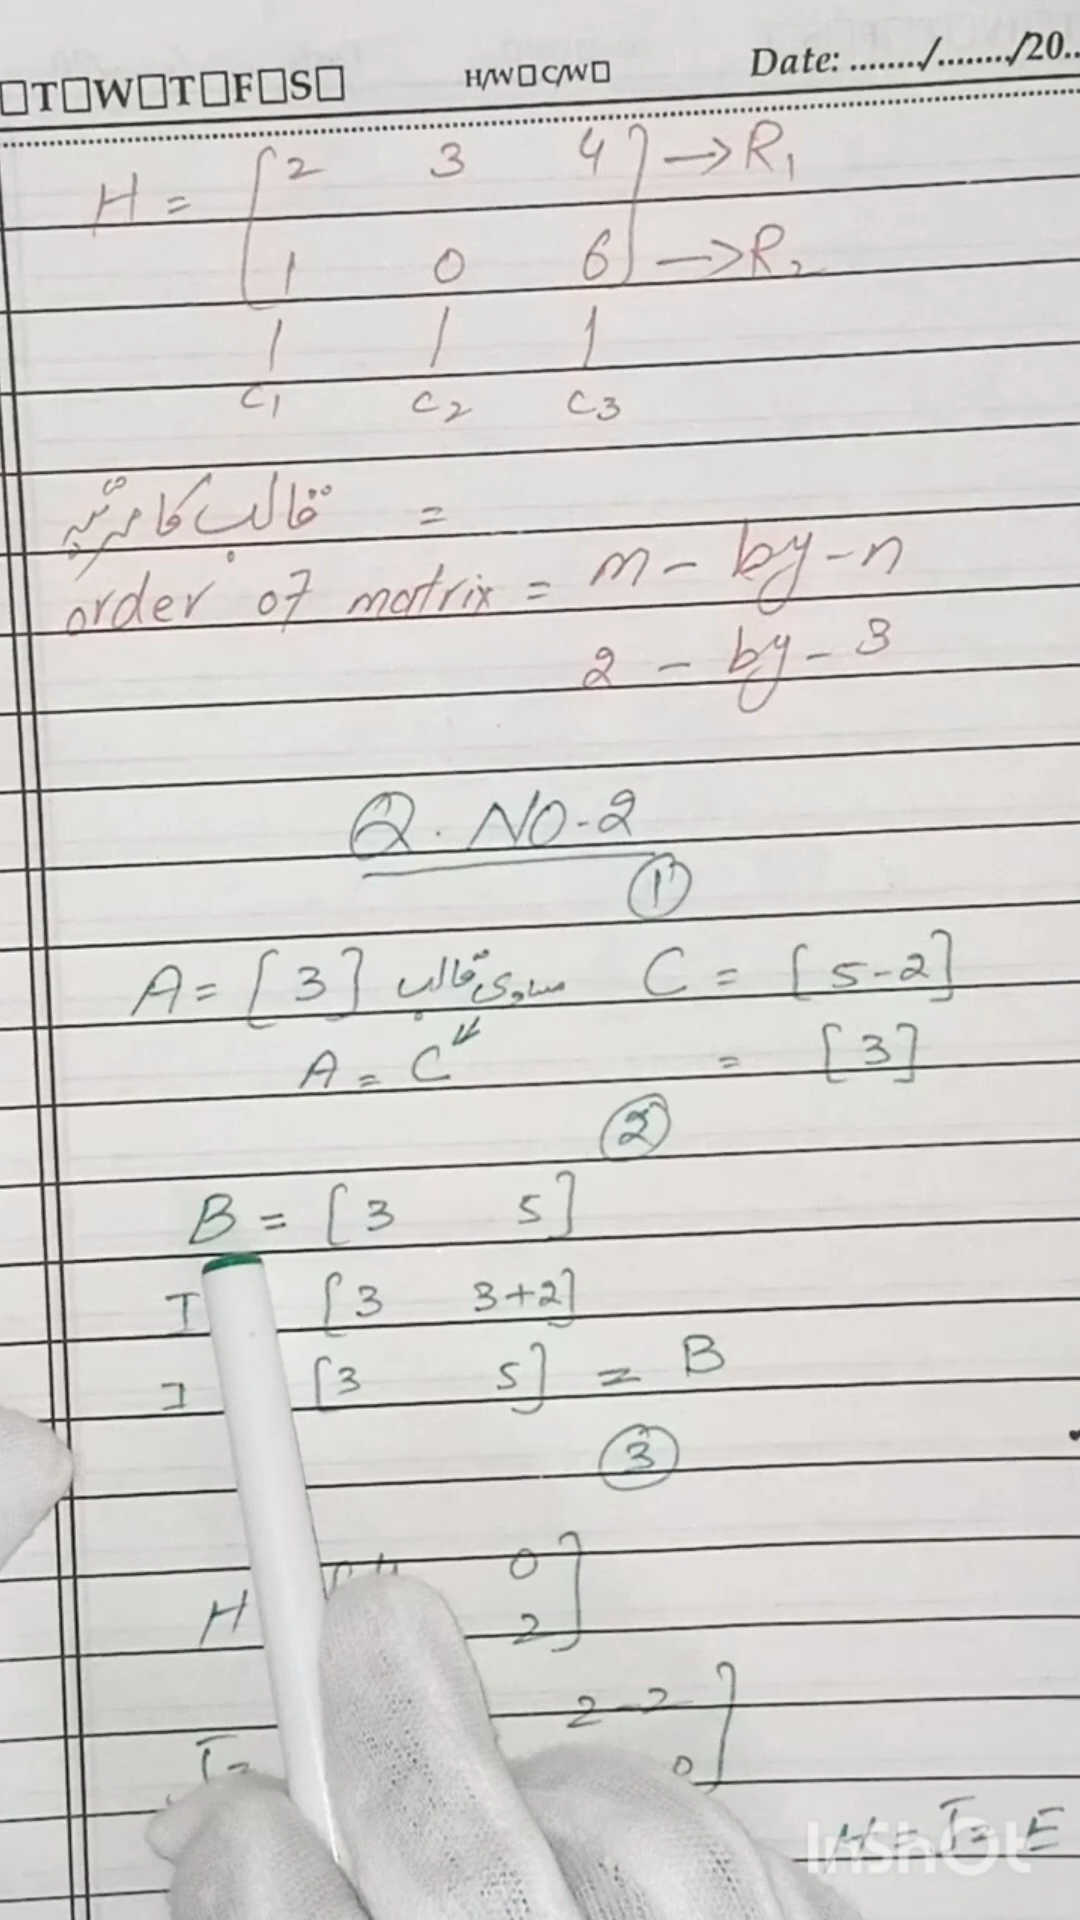 T□W□T□F□S□ H/W□C/W□ Date: ......./......./20..
H = [2 3 4] → R₁
[1 0 6] → R₂
| | |
C₁ C₂ C₃
قالب کا مرتبہ =
order of matrix = m - by - n
2 - by - 3
Q. NO-2
①
A = [3] مساوی قالب C = [5-2]
A = C = [3]
②
B = [3 5]
I [3 3+2]
I [3 5] = B
③
H 0]
2]
2-2]
0]
InShOt